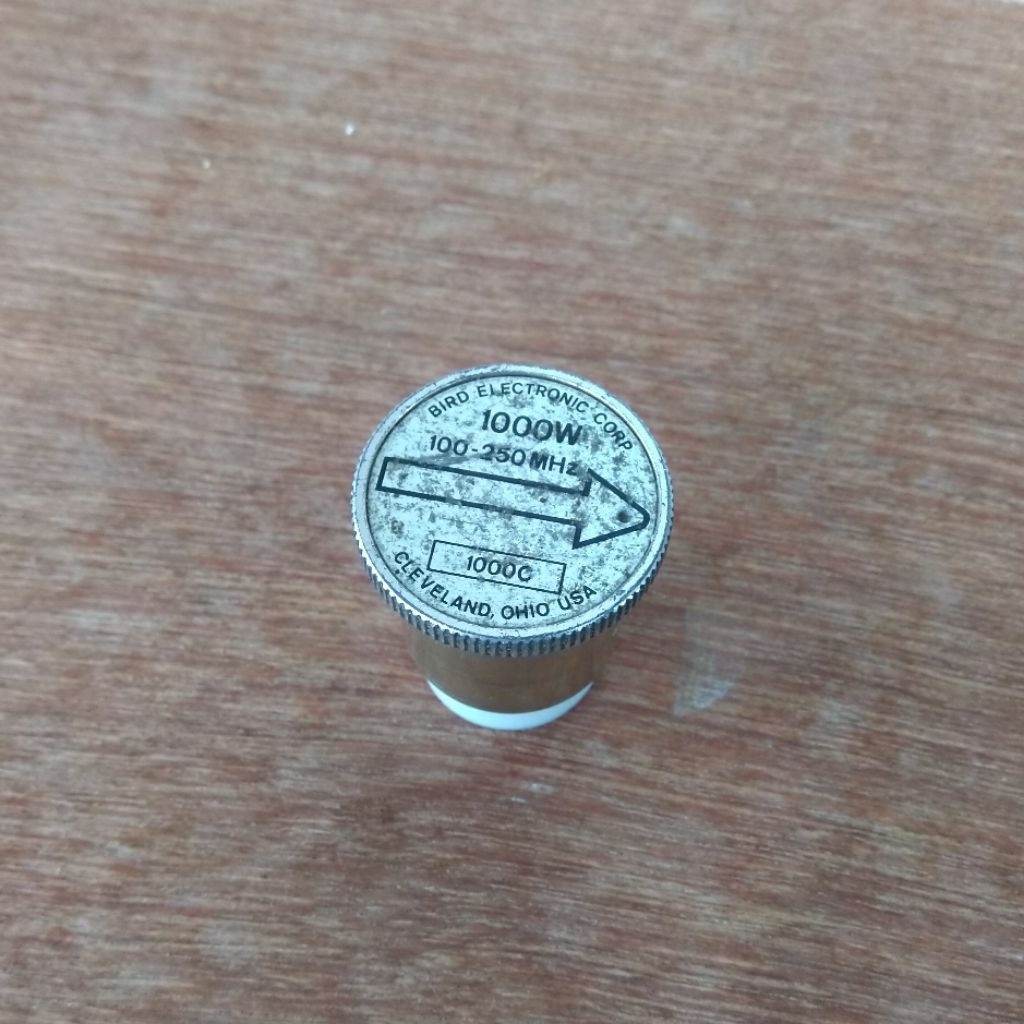 BIRD ELECTRONIC CORP
1000W
100-250 MHz
1000C
CLEVELAND, OHIO USA